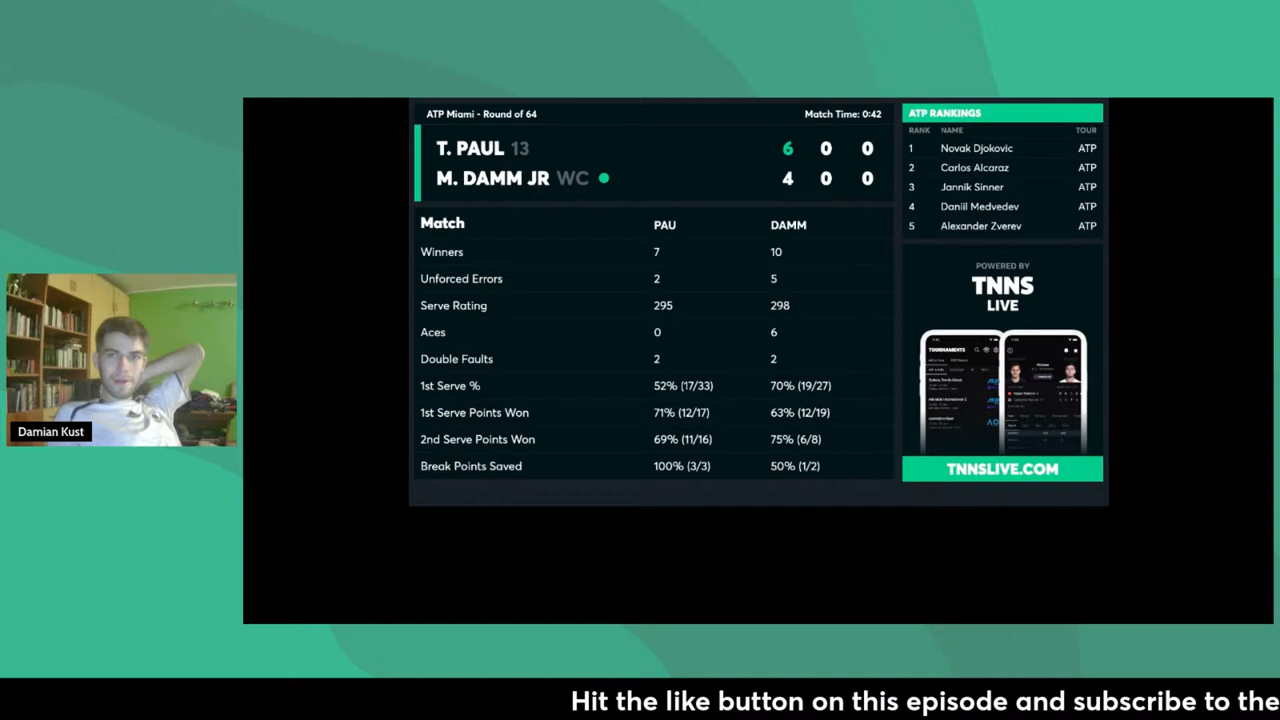 ATP Miami - Round of 64 Match Time: 0:42
T. PAUL 13 6 0 0
M. DAMM JR WC 4 0 0
Match PAU DAMM
Winners 7 10
Unforced Errors 2 5
Serve Rating 295 298
Aces 0 6
Double Faults 2 2
1st Serve % 52% (17/33) 70% (19/27)
1st Serve Points Won 71% (12/17) 63% (12/19)
2nd Serve Points Won 69% (11/16) 75% (6/8)
Break Points Saved 100% (3/3) 50% (1/2)
ATP RANKINGS
RANK NAME TOUR
1 Novak Djokovic ATP
2 Carlos Alcaraz ATP
3 Jannik Sinner ATP
4 Daniil Medvedev ATP
5 Alexander Zverev ATP
POWERED BY
TNNS
LIVE
TOURNAMENTS
TNNSLIVE.COM
Damian Kust
Hit the like button on this episode and subscribe to the